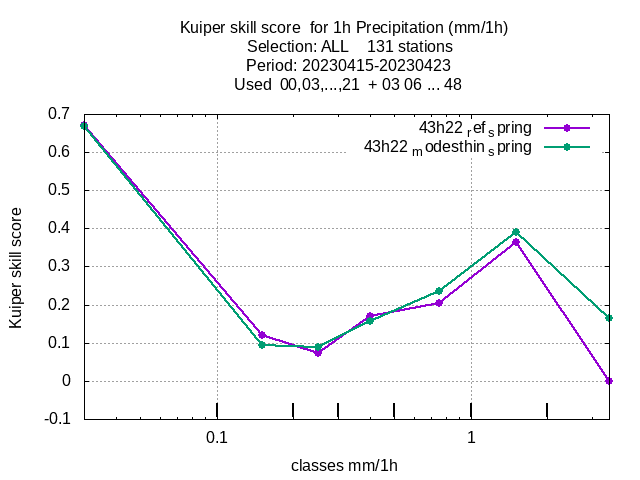 Kuiper skill score  for 1h Precipitation (mm/1h)
Selection: ALL    131 stations
Period: 20230415-20230423
Used  00,03,...,21  + 03 06 ... 48
43h22 ref spring
43h22 modesthin spring
Kuiper skill score
0.7
0.6
0.5
0.4
0.3
0.2
0.1
0
-0.1
0.1 1
classes mm/1h